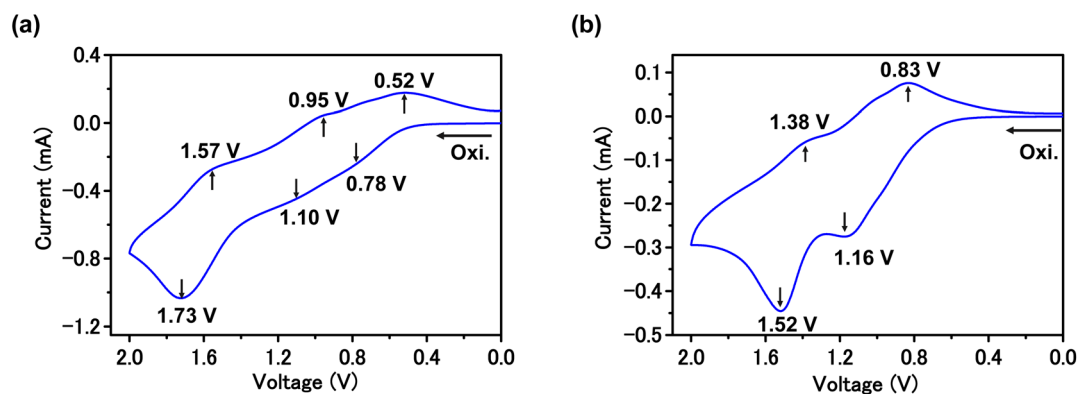 (a)
0.4
0.0
−0.4
−0.8
−1.2
Current (mA)
0.52 V
0.95 V
1.57 V
Oxi.
0.78 V
1.10 V
1.73 V
2.0 1.6 1.2 0.8 0.4 0.0
Voltage (V)
(b)
0.1
0.0
−0.1
−0.2
−0.3
−0.4
−0.5
Current (mA)
0.83 V
1.38 V
Oxi.
1.16 V
1.52 V
2.0 1.6 1.2 0.8 0.4 0.0
Voltage (V)